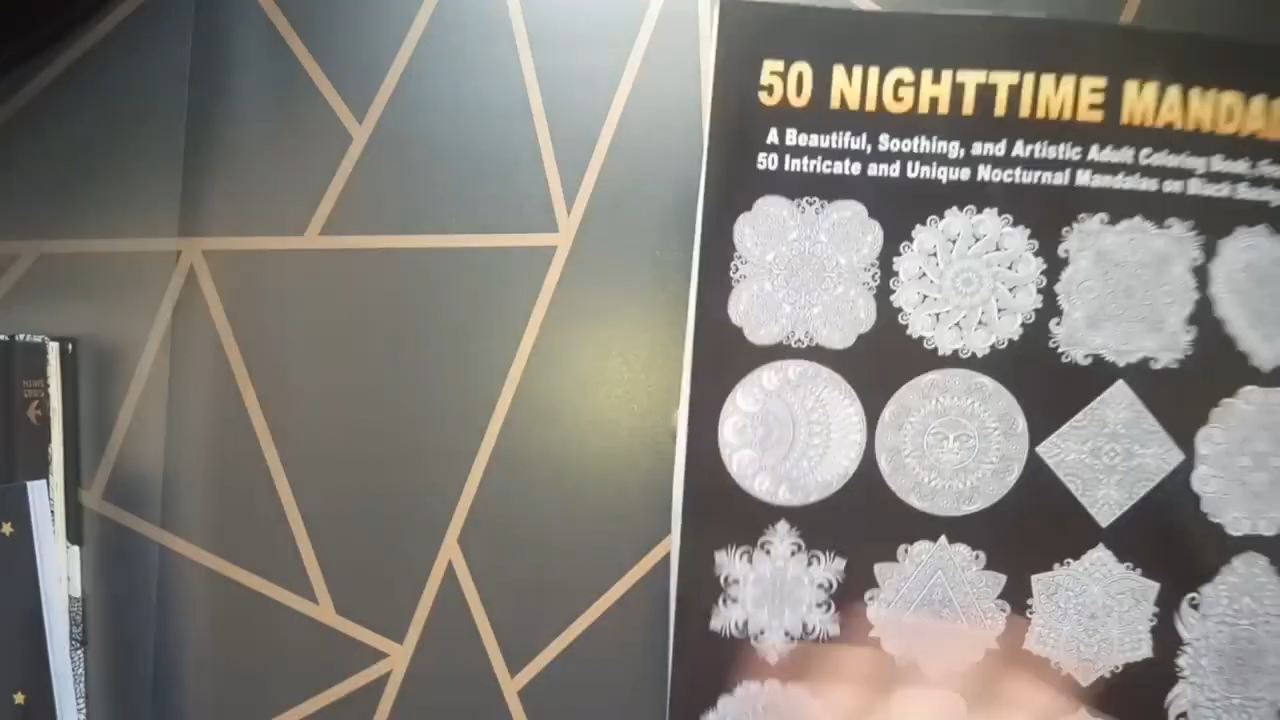 50 NIGHTTIME MANDA
A Beautiful, Soothing, and Artistic Adult Coloring Book,
50 Intricate and Unique Nocturnal Mandalas on Black